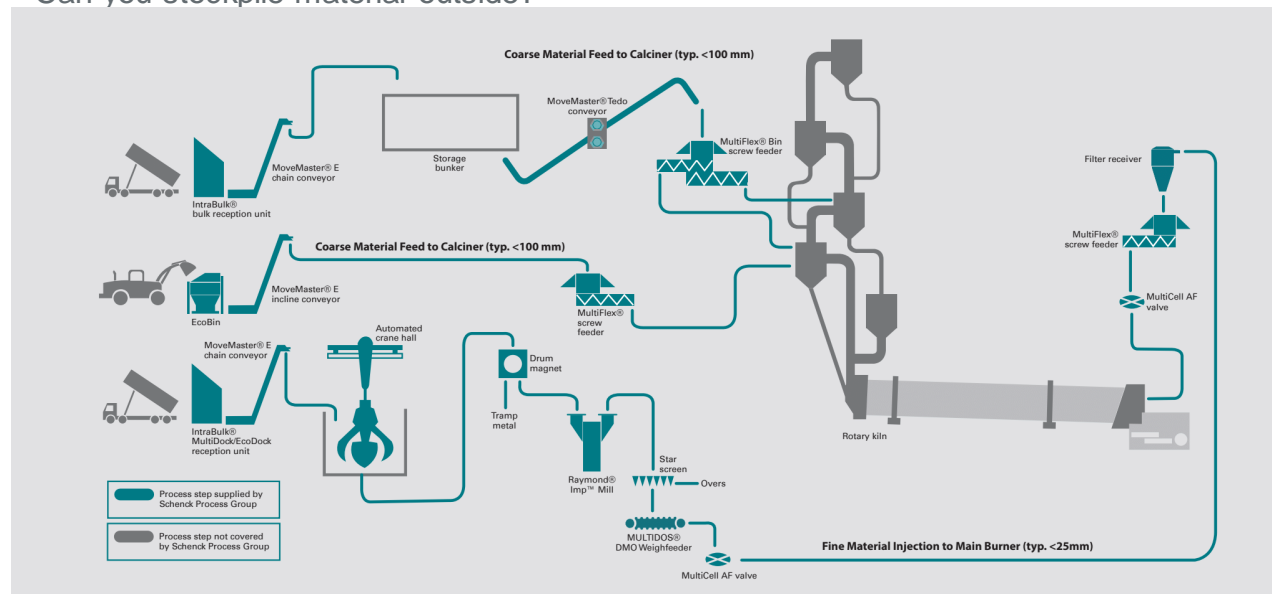 Can you stockpile material outside?
Coarse Material Feed to Calciner (typ. <100 mm)
MoveMaster® Tedo
conveyor
MultiFlex® Bin
screw feeder
Storage
bunker
MoveMaster® E
chain conveyor
IntraBulk®
bulk reception unit
Filter receiver
MultiFlex®
screw feeder
Coarse Material Feed to Calciner (typ. <100 mm)
MoveMaster® E
incline conveyor
EcoBin
MultiFlex®
screw
feeder
MultiCell AF
valve
MoveMaster® E
chain conveyor
Automated
crane hall
Drum
magnet
Tramp
metal
IntraBulk®
MultiDock/EcoDock
reception unit
Rotary kiln
Raymond®
Imp™ Mill
Star
screen
Overs
MULTIDOS®
DMO Weighfeeder
MultiCell AF valve
Fine Material Injection to Main Burner (typ. <25mm)
Process step supplied by
Schenck Process Group
Process step not covered
by Schenck Process Group